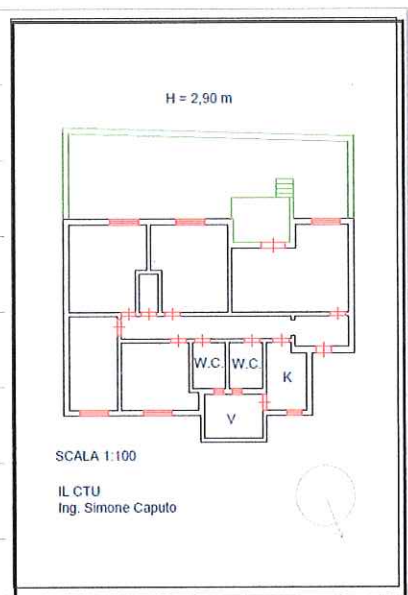 H = 2,90 m
W.C. W.C.
K
V
SCALA 1:100
IL CTU
Ing. Simone Caputo